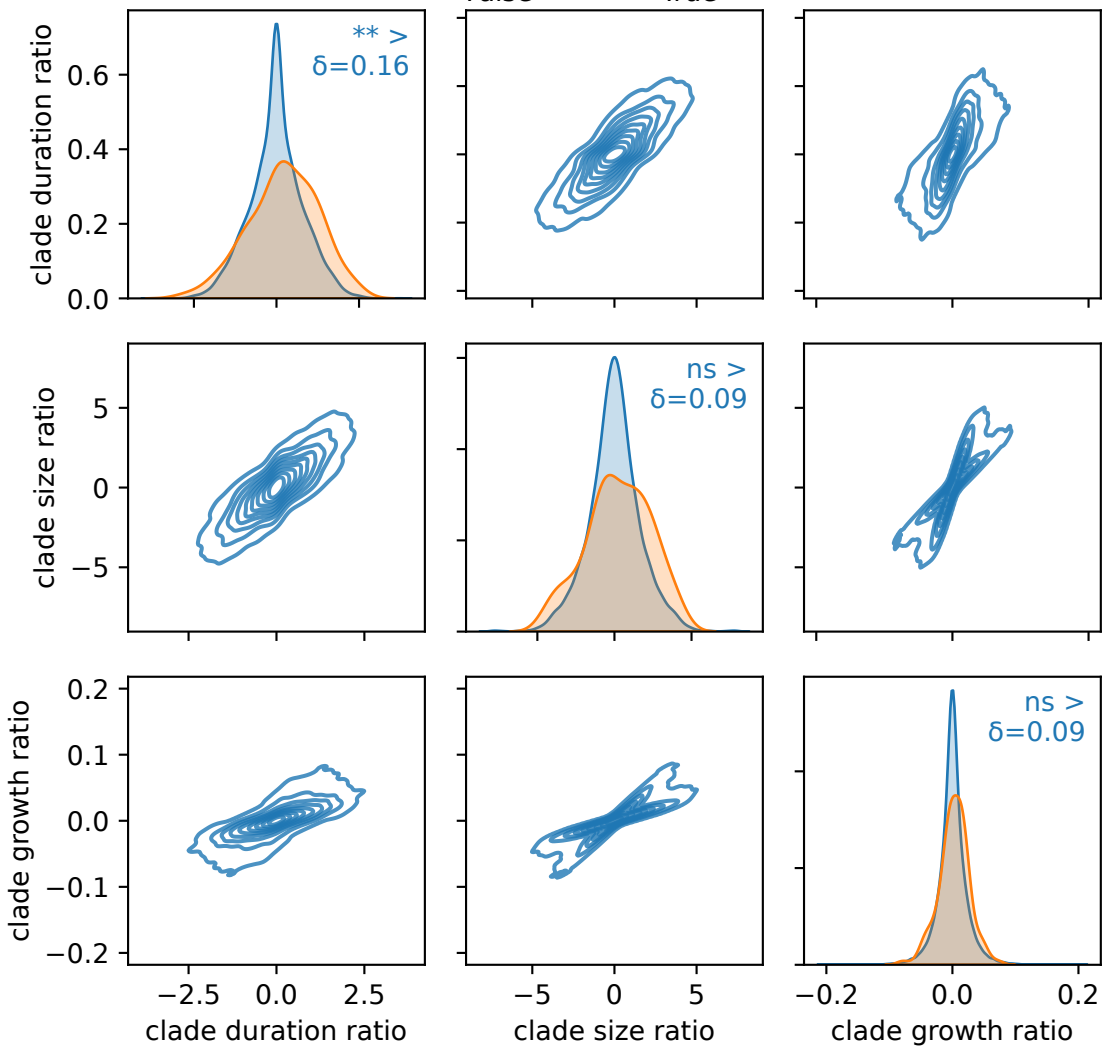 clade duration ratio
0.6
0.4
0.2
0.0
** >
δ=0.16
clade size ratio
5
0
−5
ns >
δ=0.09
clade growth ratio
0.2
0.1
0.0
−0.1
−0.2
ns >
δ=0.09
−2.5 0.0 2.5
−5 0 5
−0.2 0.0 0.2
clade duration ratio
clade size ratio
clade growth ratio